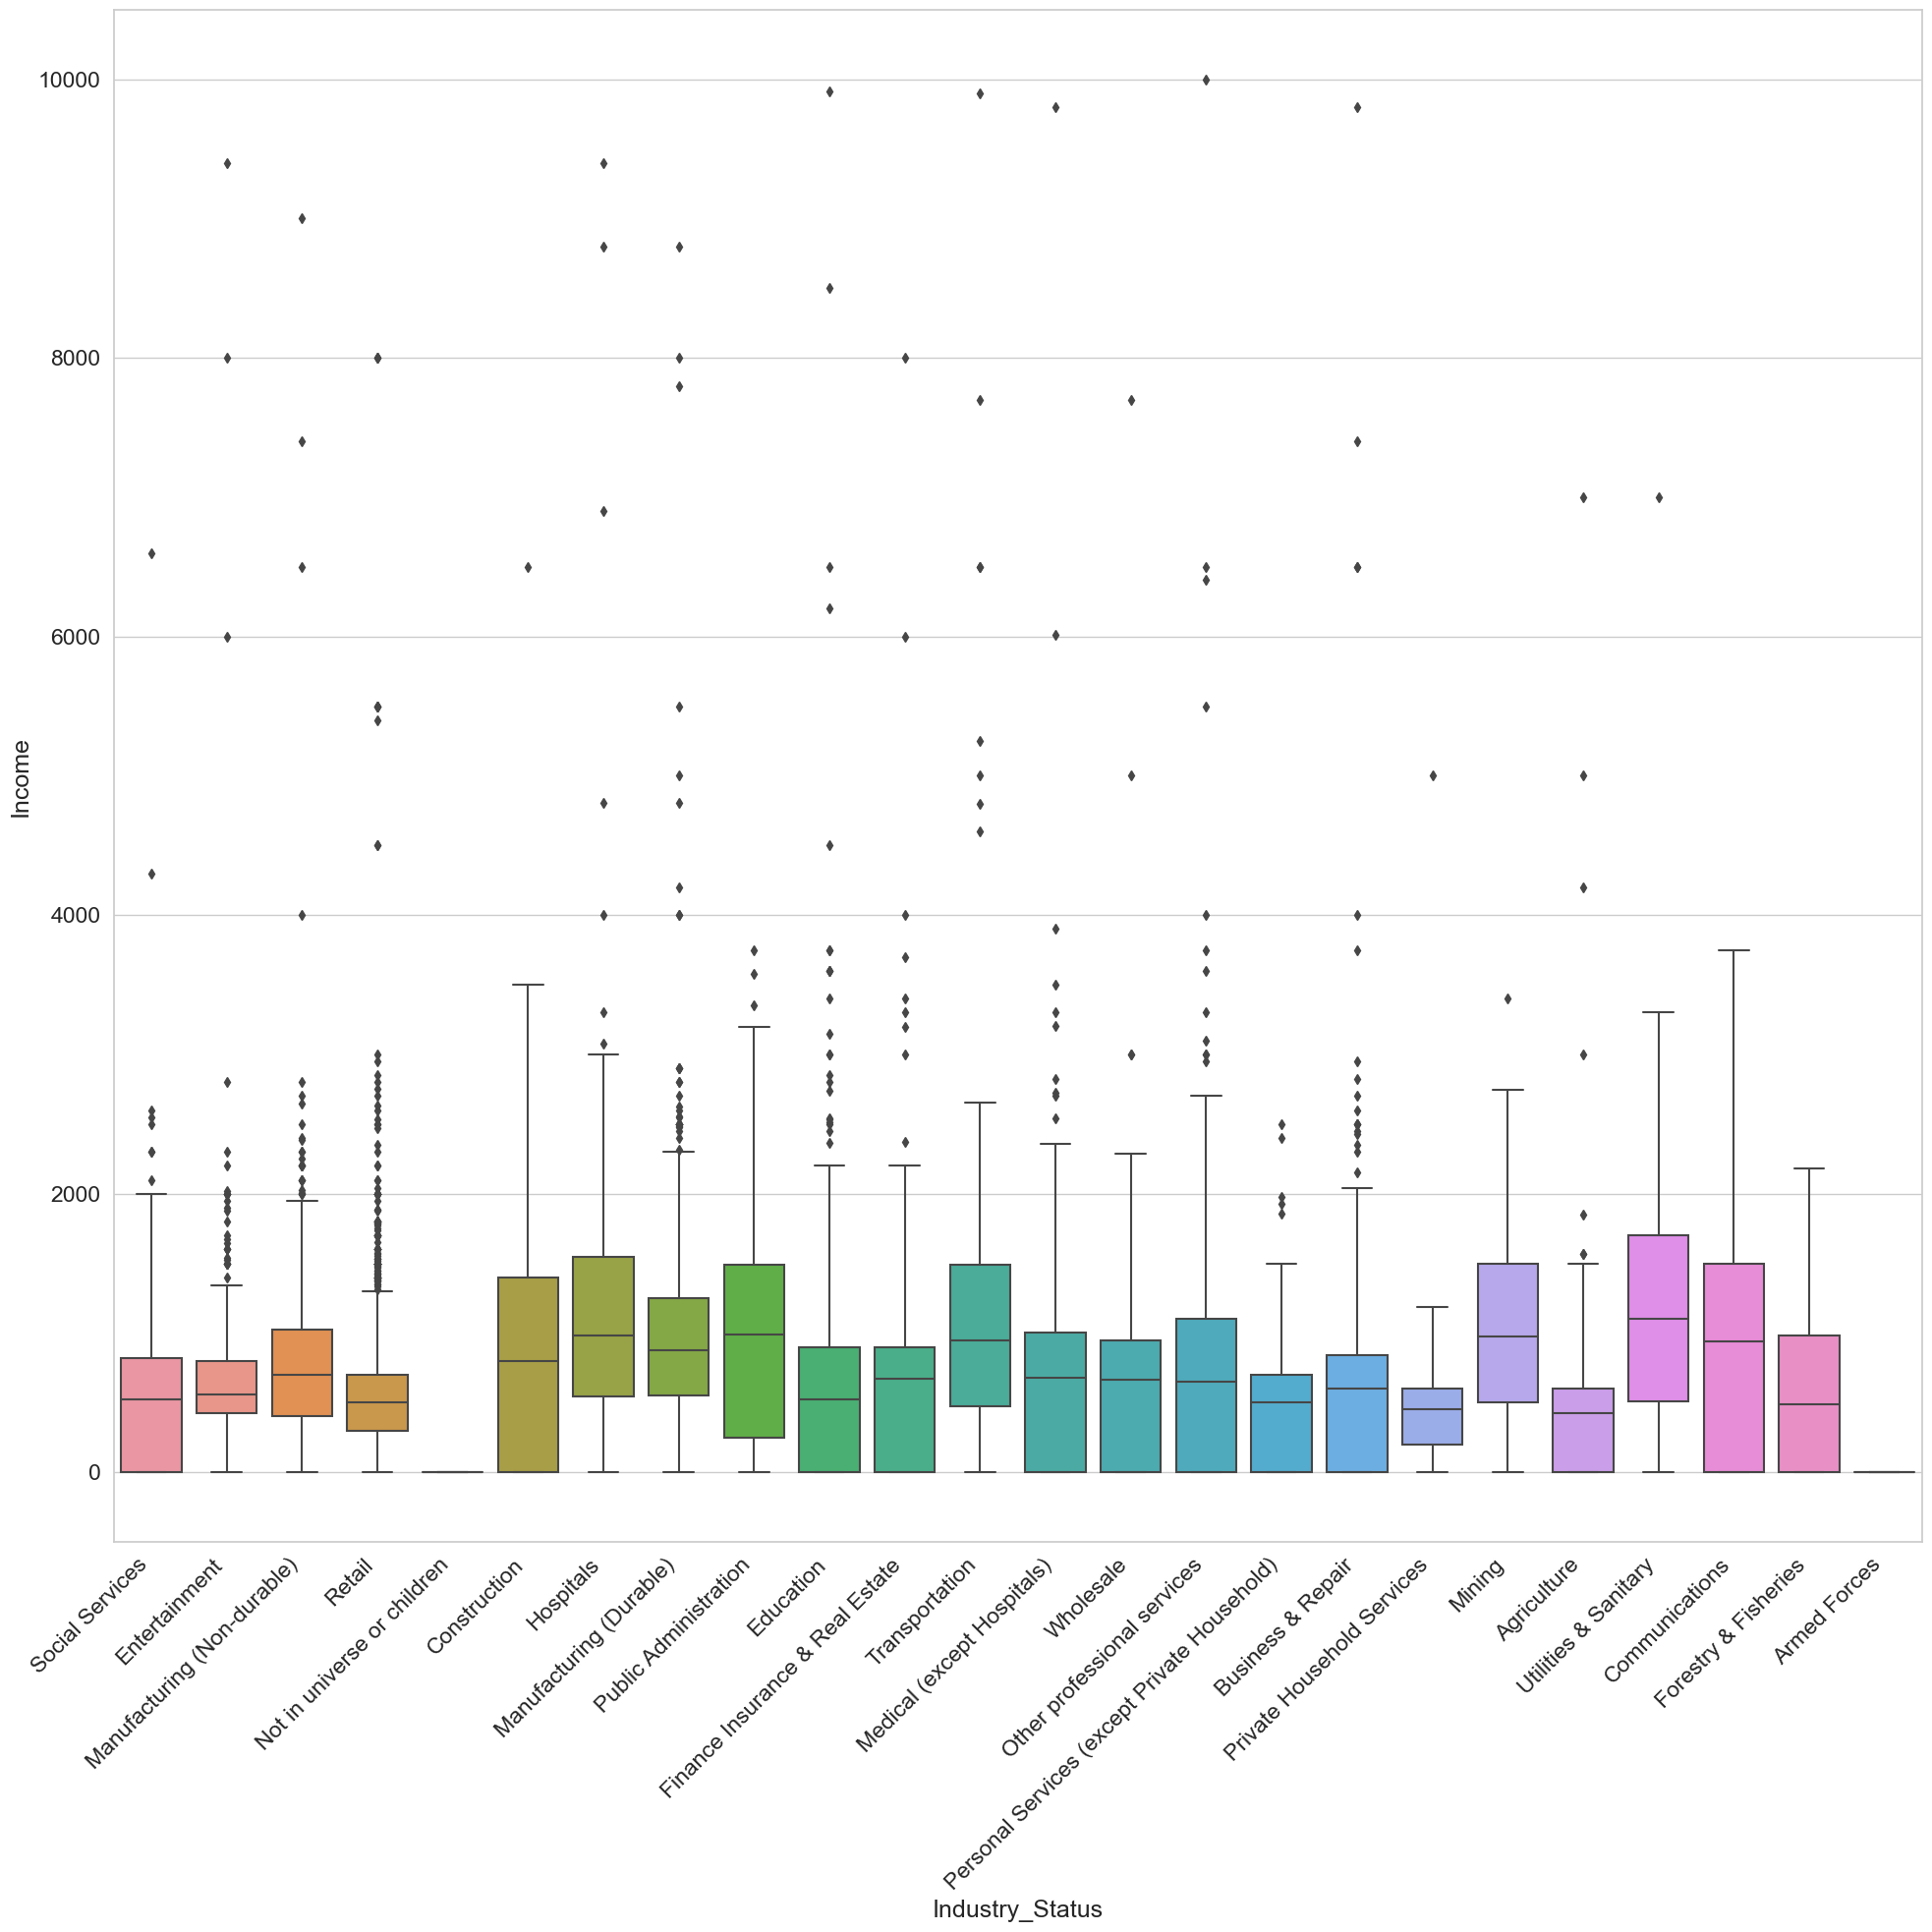 10000
8000
6000
4000
2000
0
Income
Social Services
Entertainment
Manufacturing (Non-durable)
Retail
Not in universe or children
Construction
Hospitals
Manufacturing (Durable)
Public Administration
Education
Finance Insurance & Real Estate
Transportation
Medical (except Hospitals)
Wholesale
Other professional services
Personal Services (except Private Household)
Business & Repair
Private Household Services
Mining
Agriculture
Utilities & Sanitary
Communications
Forestry & Fisheries
Armed Forces
Industry_Status